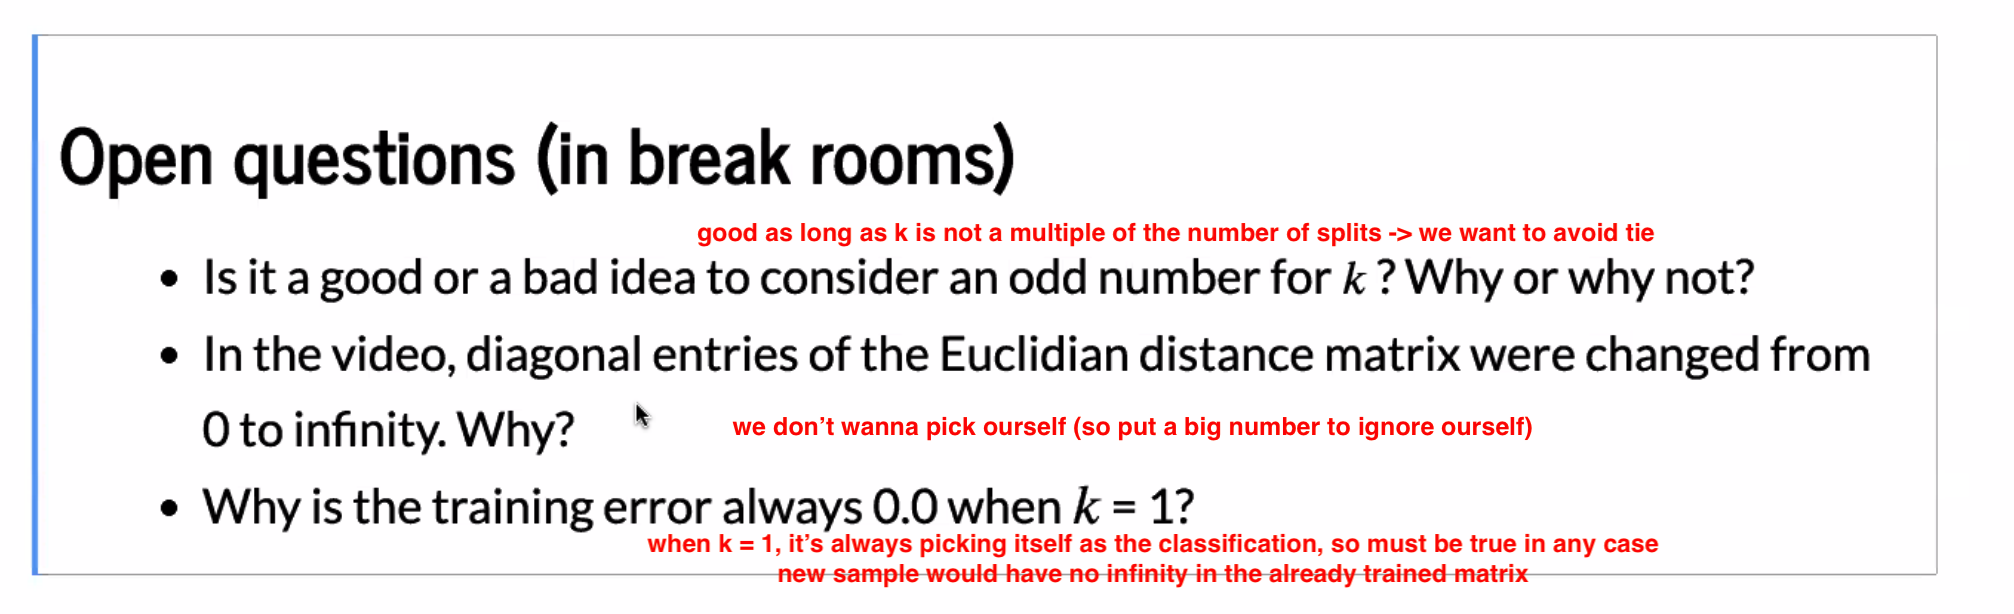 Open questions (in break rooms)
good as long as k is not a multiple of the number of splits -> we want to avoid tie
• Is it a good or a bad idea to consider an odd number for k ? Why or why not?
• In the video, diagonal entries of the Euclidian distance matrix were changed from
0 to infinity. Why?
we don’t wanna pick ourself (so put a big number to ignore ourself)
• Why is the training error always 0.0 when k = 1?
when k = 1, it’s always picking itself as the classification, so must be true in any case
new sample would have no infinity in the already trained matrix